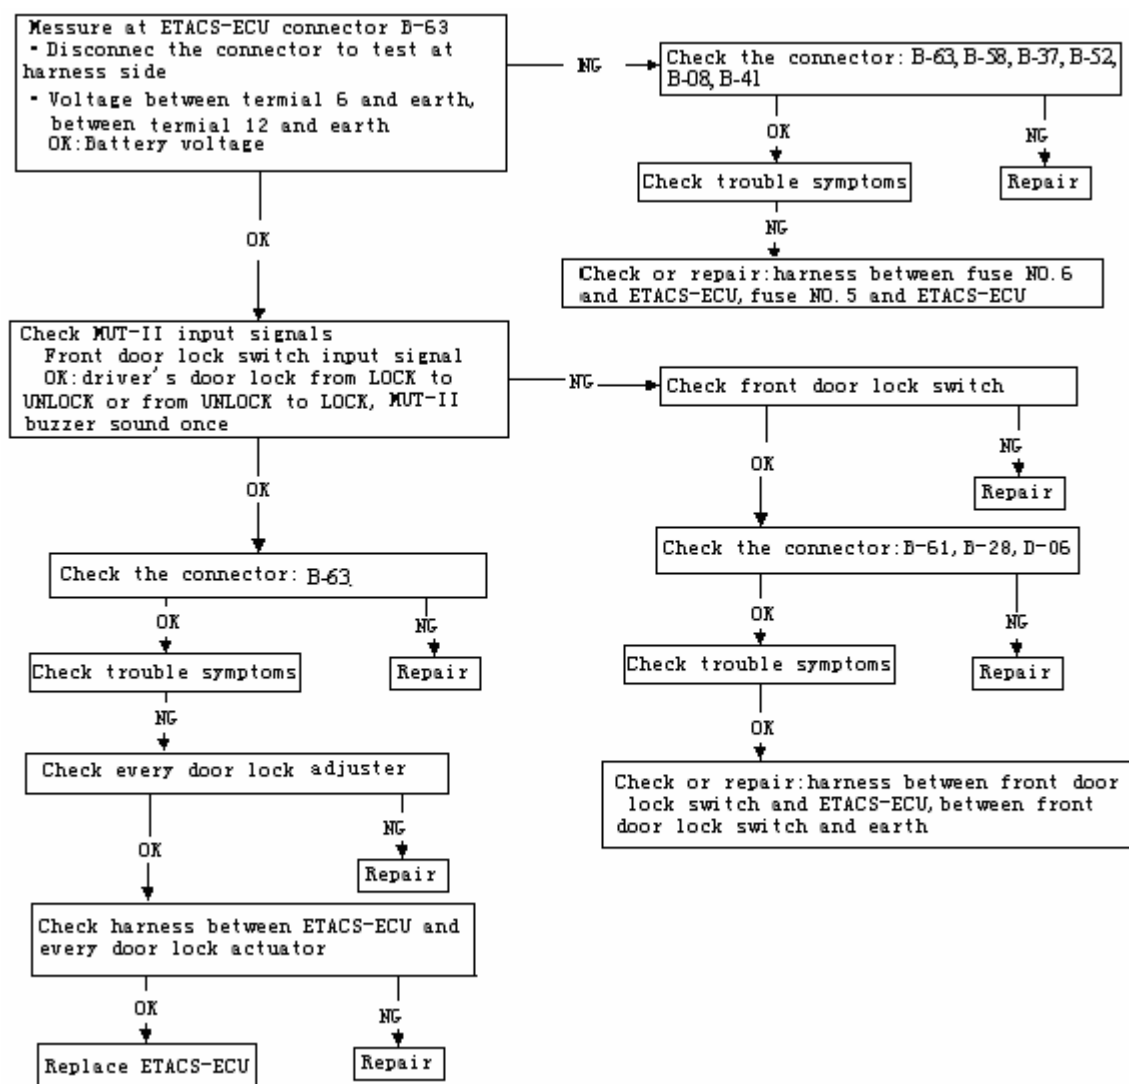 Messure at ETACS-ECU connector B-63
- Disconnec the connector to test at
harness side
- Voltage between termial 6 and earth,
between termial 12 and earth
OK:Battery voltage
NG
Check the connector: B-63, B-58, B-37, B-52,
B-08, B-41
OK
NG
Check trouble symptoms
Repair
NG
Check or repair:harness between fuse NO.6
and ETACS-ECU, fuse NO.5 and ETACS-ECU
OK
Check MUT-II input signals
Front door lock switch input signal
OK:driver's door lock from LOCK to
UNLOCK or from UNLOCK to LOCK, MUT-II
buzzer sound once
NG
Check front door lock switch
OK
NG
Repair
Check the connector:B-61, B-28, D-06
OK
NG
Check trouble symptoms
Repair
OK
Check or repair:harness between front door
lock switch and ETACS-ECU, between front
door lock switch and earth
OK
Check the connector: B-63.
OK
NG
Check trouble symptoms
Repair
NG
Check every door lock adjuster
OK
NG
Repair
Check harness between ETACS-ECU and
every door lock actuator
OK
NG
Replace ETACS-ECU
Repair